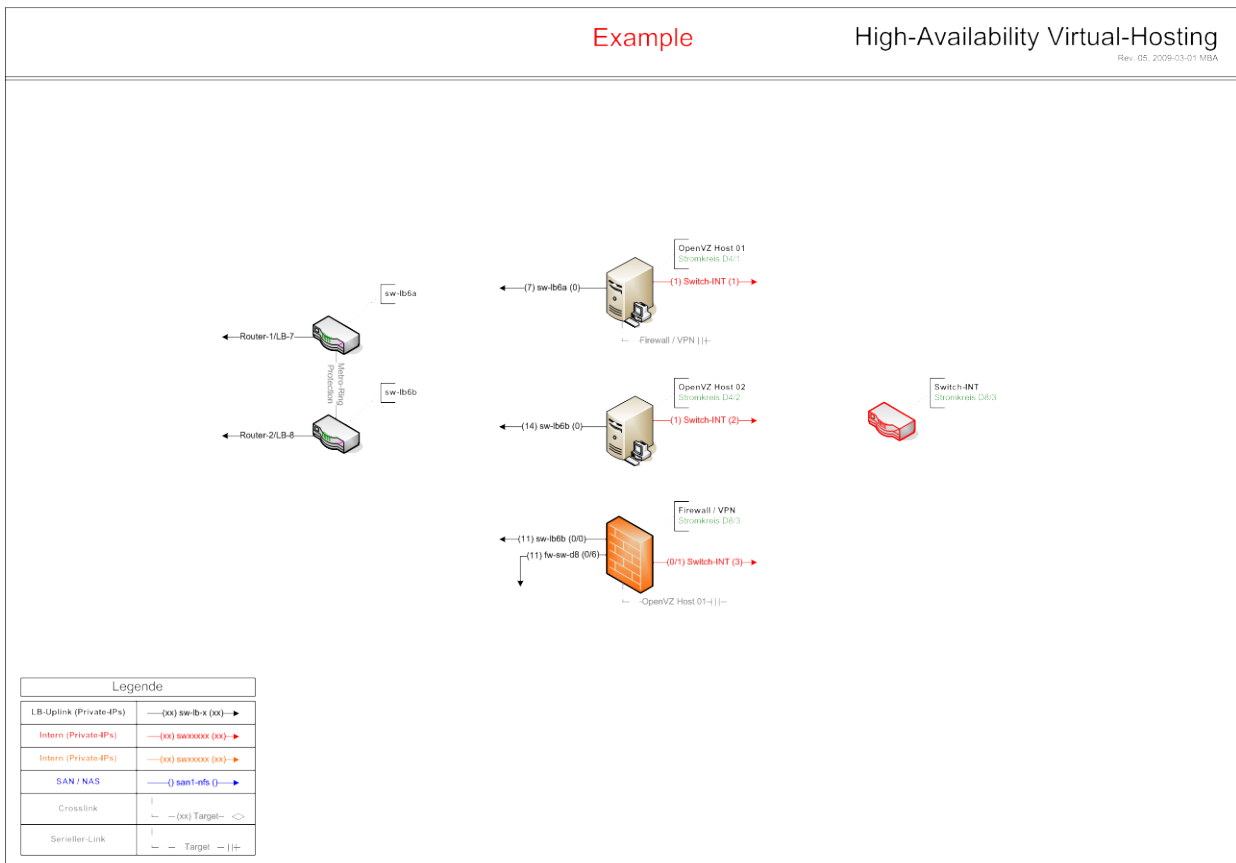 Example
High-Availability Virtual-Hosting
Rev. 05, 2009-03-01 MBA
OpenVZ Host 01
Stromkreis D4/1
(7) sw-lb6a (0)
(1) Switch-INT (1)
Firewall / VPN
sw-lb6a
Router-1/LB-7
Metro-Ring
Protection
sw-lb6b
Router-2/LB-8
OpenVZ Host 02
Stromkreis D4/2
(14) sw-lb6b (0)
(1) Switch-INT (2)
Switch-INT
Stromkreis D8/3
Firewall / VPN
Stromkreis D8/3
(11) sw-lb6b (0/0)
(11) fw-sw-d8 (0/6)
(0/1) Switch-INT (3)
OpenVZ Host 01
Legende
LB-Uplink (Private-IPs)
(xx) sw-lb-x (xx)
Intern (Private-IPs)
(xx) swxxxxx (xx)
Intern (Private-IPs)
(xx) swxxxxx (xx)
SAN / NAS
() san1-nfs ()
Crosslink
(xx) Target
Serieller-Link
Target